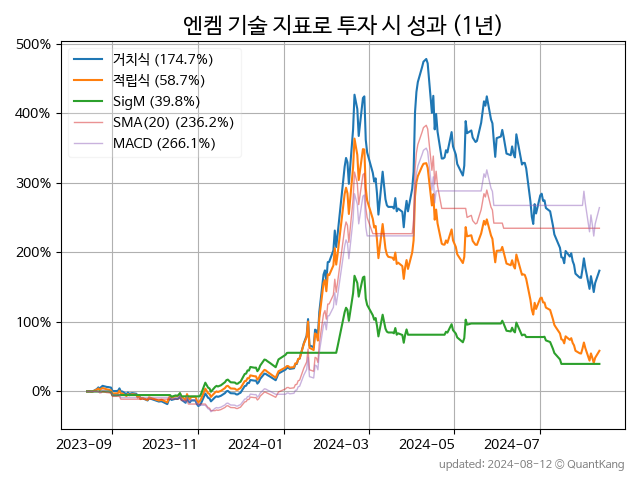 엔켐 기술 지표로 투자 시 성과 (1년)
500%
400%
300%
200%
100%
0%
거치식 (174.7%)
적립식 (58.7%)
SigM (39.8%)
SMA(20) (236.2%)
MACD (266.1%)
2023-09 2023-11 2024-01 2024-03 2024-05 2024-07
updated: 2024-08-12 © QuantKang